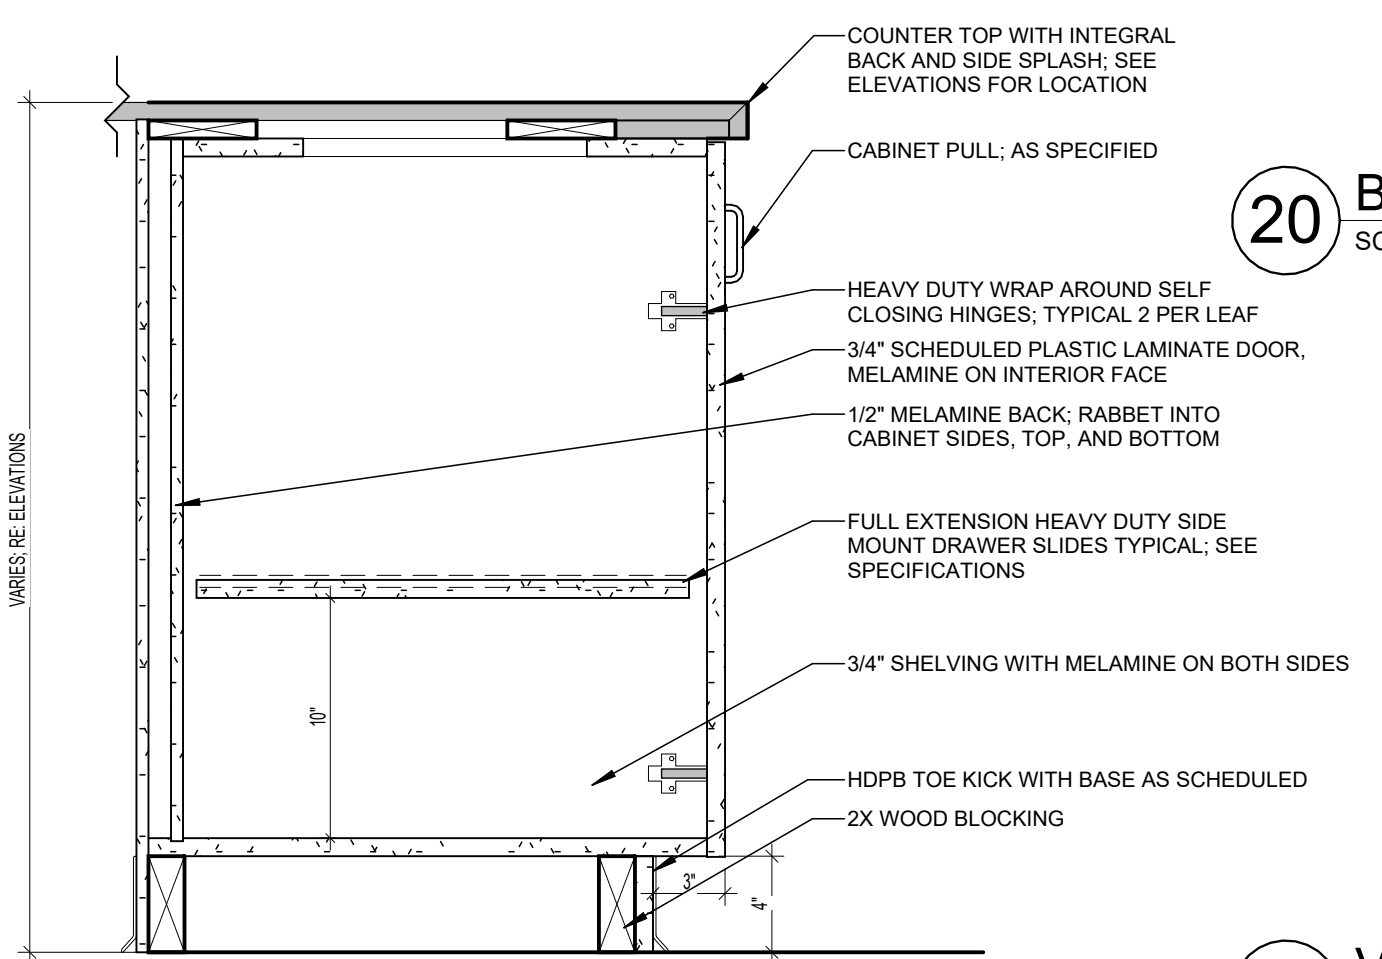 COUNTER TOP WITH INTEGRAL
BACK AND SIDE SPLASH; SEE
ELEVATIONS FOR LOCATION
CABINET PULL; AS SPECIFIED
20
B
SC
HEAVY DUTY WRAP AROUND SELF
CLOSING HINGES; TYPICAL 2 PER LEAF
3/4" SCHEDULED PLASTIC LAMINATE DOOR,
MELAMINE ON INTERIOR FACE
1/2" MELAMINE BACK; RABBET INTO
CABINET SIDES, TOP, AND BOTTOM
VARIES; RE: ELEVATIONS
FULL EXTENSION HEAVY DUTY SIDE
MOUNT DRAWER SLIDES TYPICAL; SEE
SPECIFICATIONS
3/4" SHELVING WITH MELAMINE ON BOTH SIDES
10"
HDPB TOE KICK WITH BASE AS SCHEDULED
2X WOOD BLOCKING
3"
4"